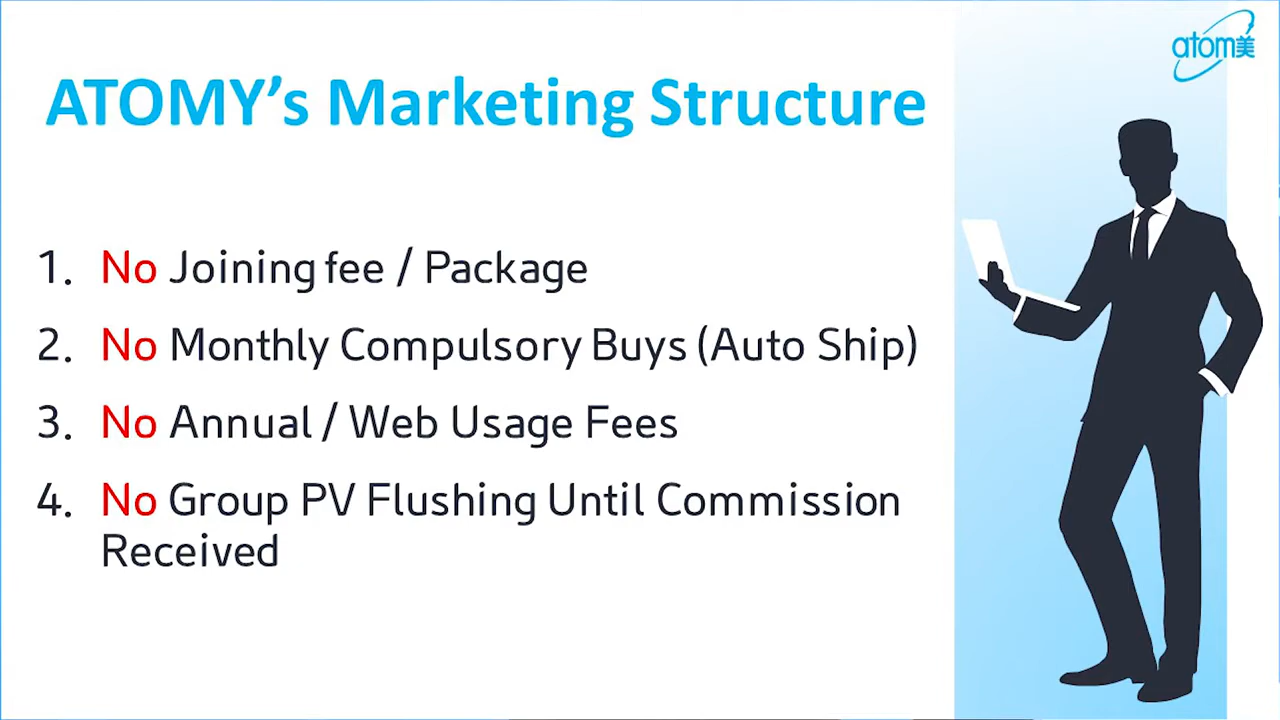 atom美
ATOMY’s Marketing Structure
1. No Joining fee / Package
2. No Monthly Compulsory Buys (Auto Ship)
3. No Annual / Web Usage Fees
4. No Group PV Flushing Until Commission
Received